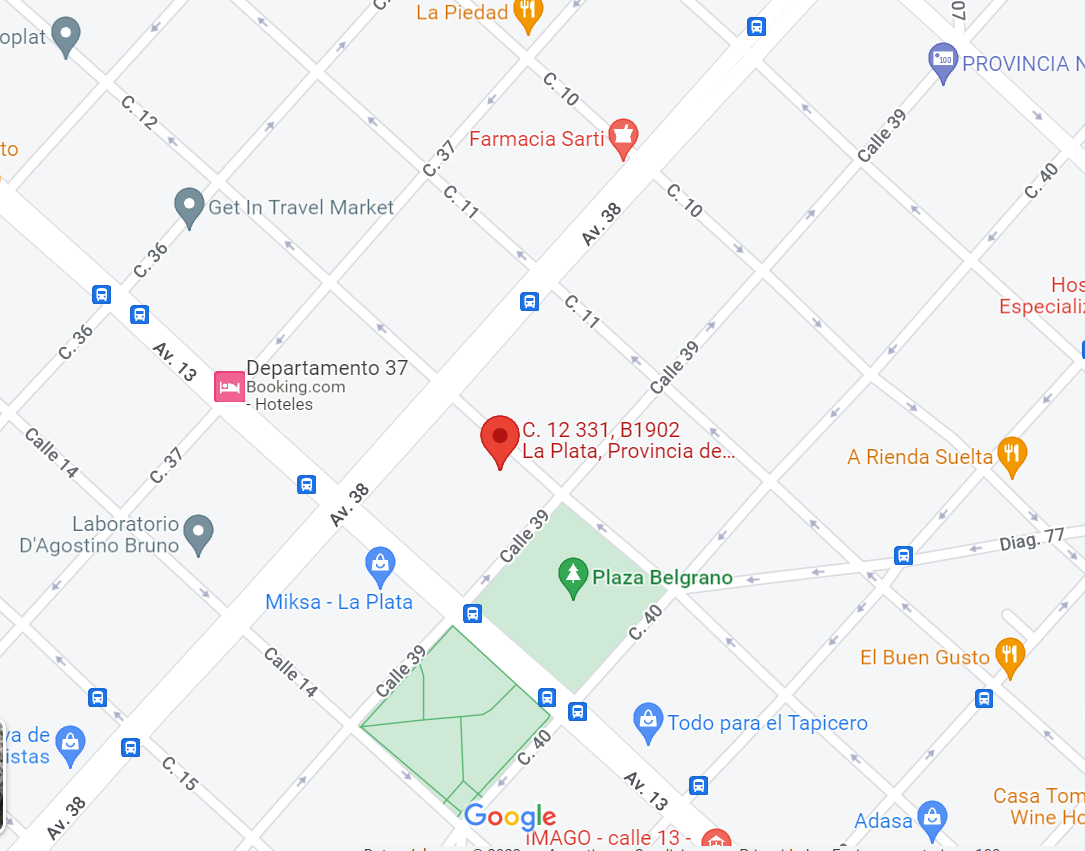 La Piedad
oplat
07
PROVINCIA N
C. 10
C. 12
Farmacia Sarti
Calle 39
to
C. 37
C. 40
C. 11
C. 10
Get In Travel Market
Av. 38
C. 36
Hos
Especializ
C. 11
C. 36
Av. 13
Departamento 37
Booking.com
- Hoteles
Calle 39
C. 12 331, B1902
La Plata, Provincia de...
Calle 14
C. 37
A Rienda Suelta
Av. 38
Laboratorio
D'Agostino Bruno
Calle 39
Diag. 77
Plaza Belgrano
Miksa - La Plata
C. 40
Calle 14
Calle 39
El Buen Gusto
va de
istas
Todo para el Tapicero
C. 40
C. 15
Av. 13
Av. 38
Casa Tom
Wine Ho
Adasa
Google
IMAGO - calle 13 -